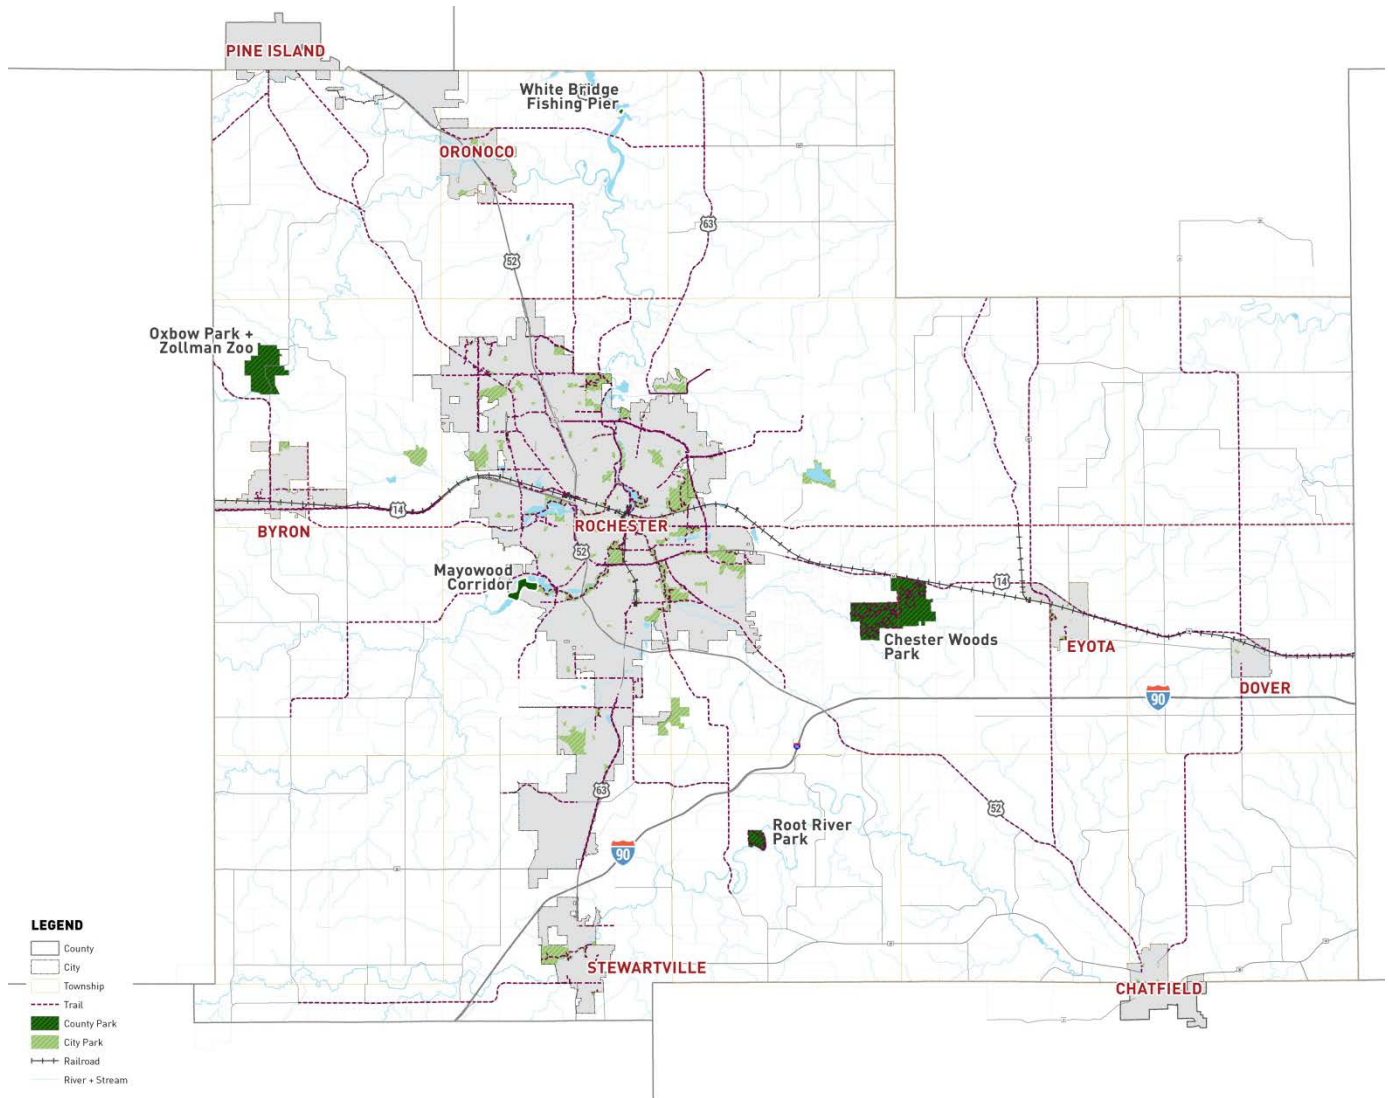 PINE ISLAND
White Bridge
Fishing Pier
ORONOCO
63
52
Oxbow Park +
Zollman Zoo
14
BYRON
ROCHESTER
52
Mayowood
Corridor
14
Chester Woods
Park
EYOTA
DOVER
90
63
52
Root River
Park
90
STEWARTVILLE
CHATFIELD
LEGEND
County
City
Township
Trail
County Park
City Park
Railroad
River + Stream